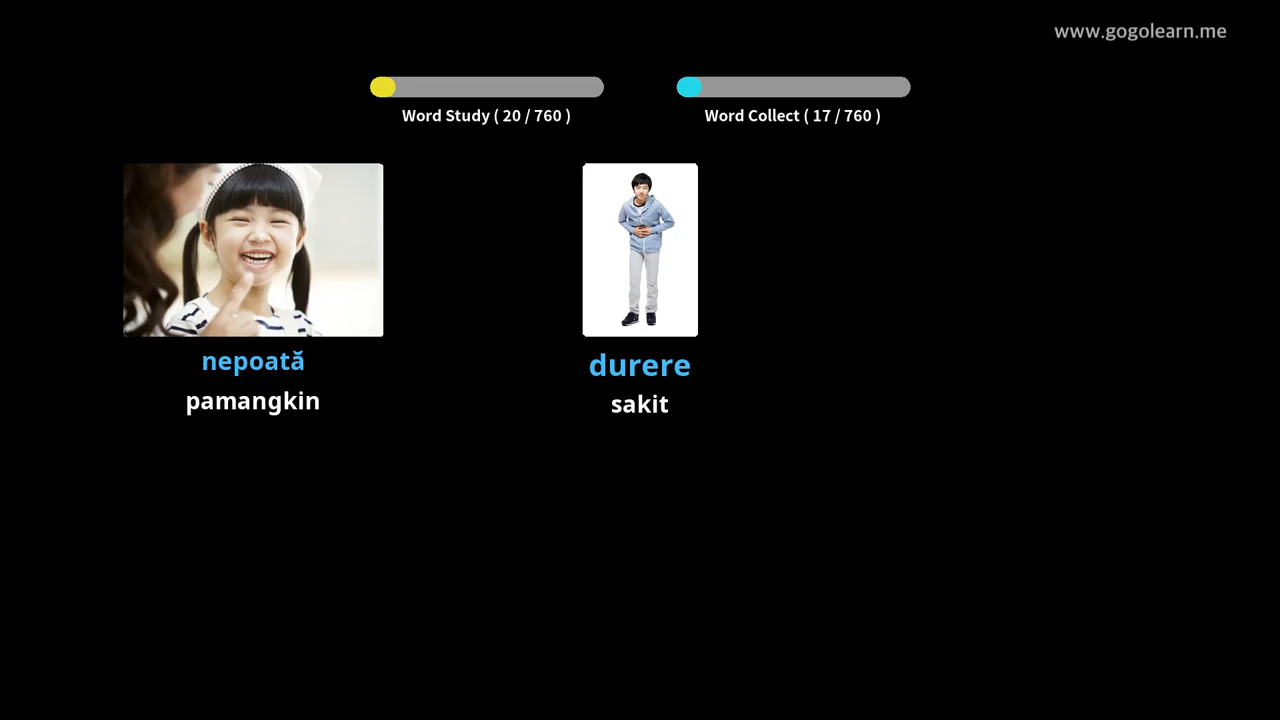 www.gogolearn.me
Word Study ( 20 / 760 )
Word Collect ( 17 / 760 )
nepoată
pamangkin
durere
sakit